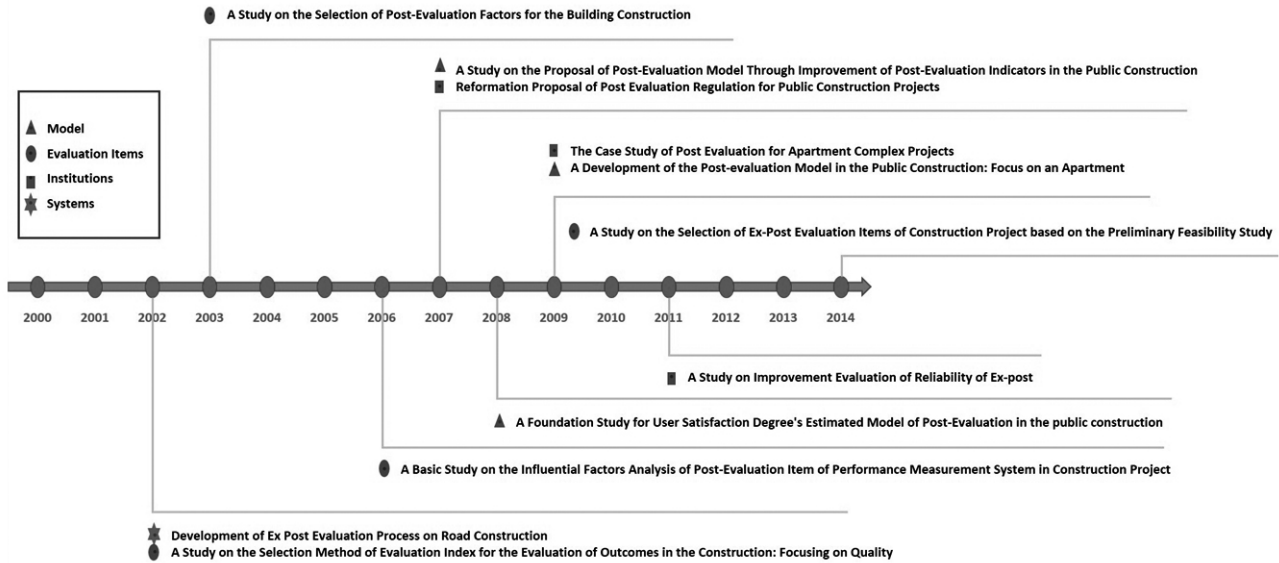 A Study on the Selection of Post-Evaluation Factors for the Building Construction
A Study on the Proposal of Post-Evaluation Model Through Improvement of Post-Evaluation Indicators in the Public Construction
Reformation Proposal of Post Evaluation Regulation for Public Construction Projects
Model
Evaluation Items
Institutions
Systems
The Case Study of Post Evaluation for Apartment Complex Projects
A Development of the Post-evaluation Model in the Public Construction: Focus on an Apartment
A Study on the Selection of Ex-Post Evaluation Items of Construction Project based on the Preliminary Feasibility Study
2000 2001 2002 2003 2004 2005 2006 2007 2008 2009 2010 2011 2012 2013 2014
A Study on Improvement Evaluation of Reliability of Ex-post
A Foundation Study for User Satisfaction Degree's Estimated Model of Post-Evaluation in the public construction
A Basic Study on the Influential Factors Analysis of Post-Evaluation Item of Performance Measurement System in Construction Project
Development of Ex Post Evaluation Process on Road Construction
A Study on the Selection Method of Evaluation Index for the Evaluation of Outcomes in the Construction: Focusing on Quality